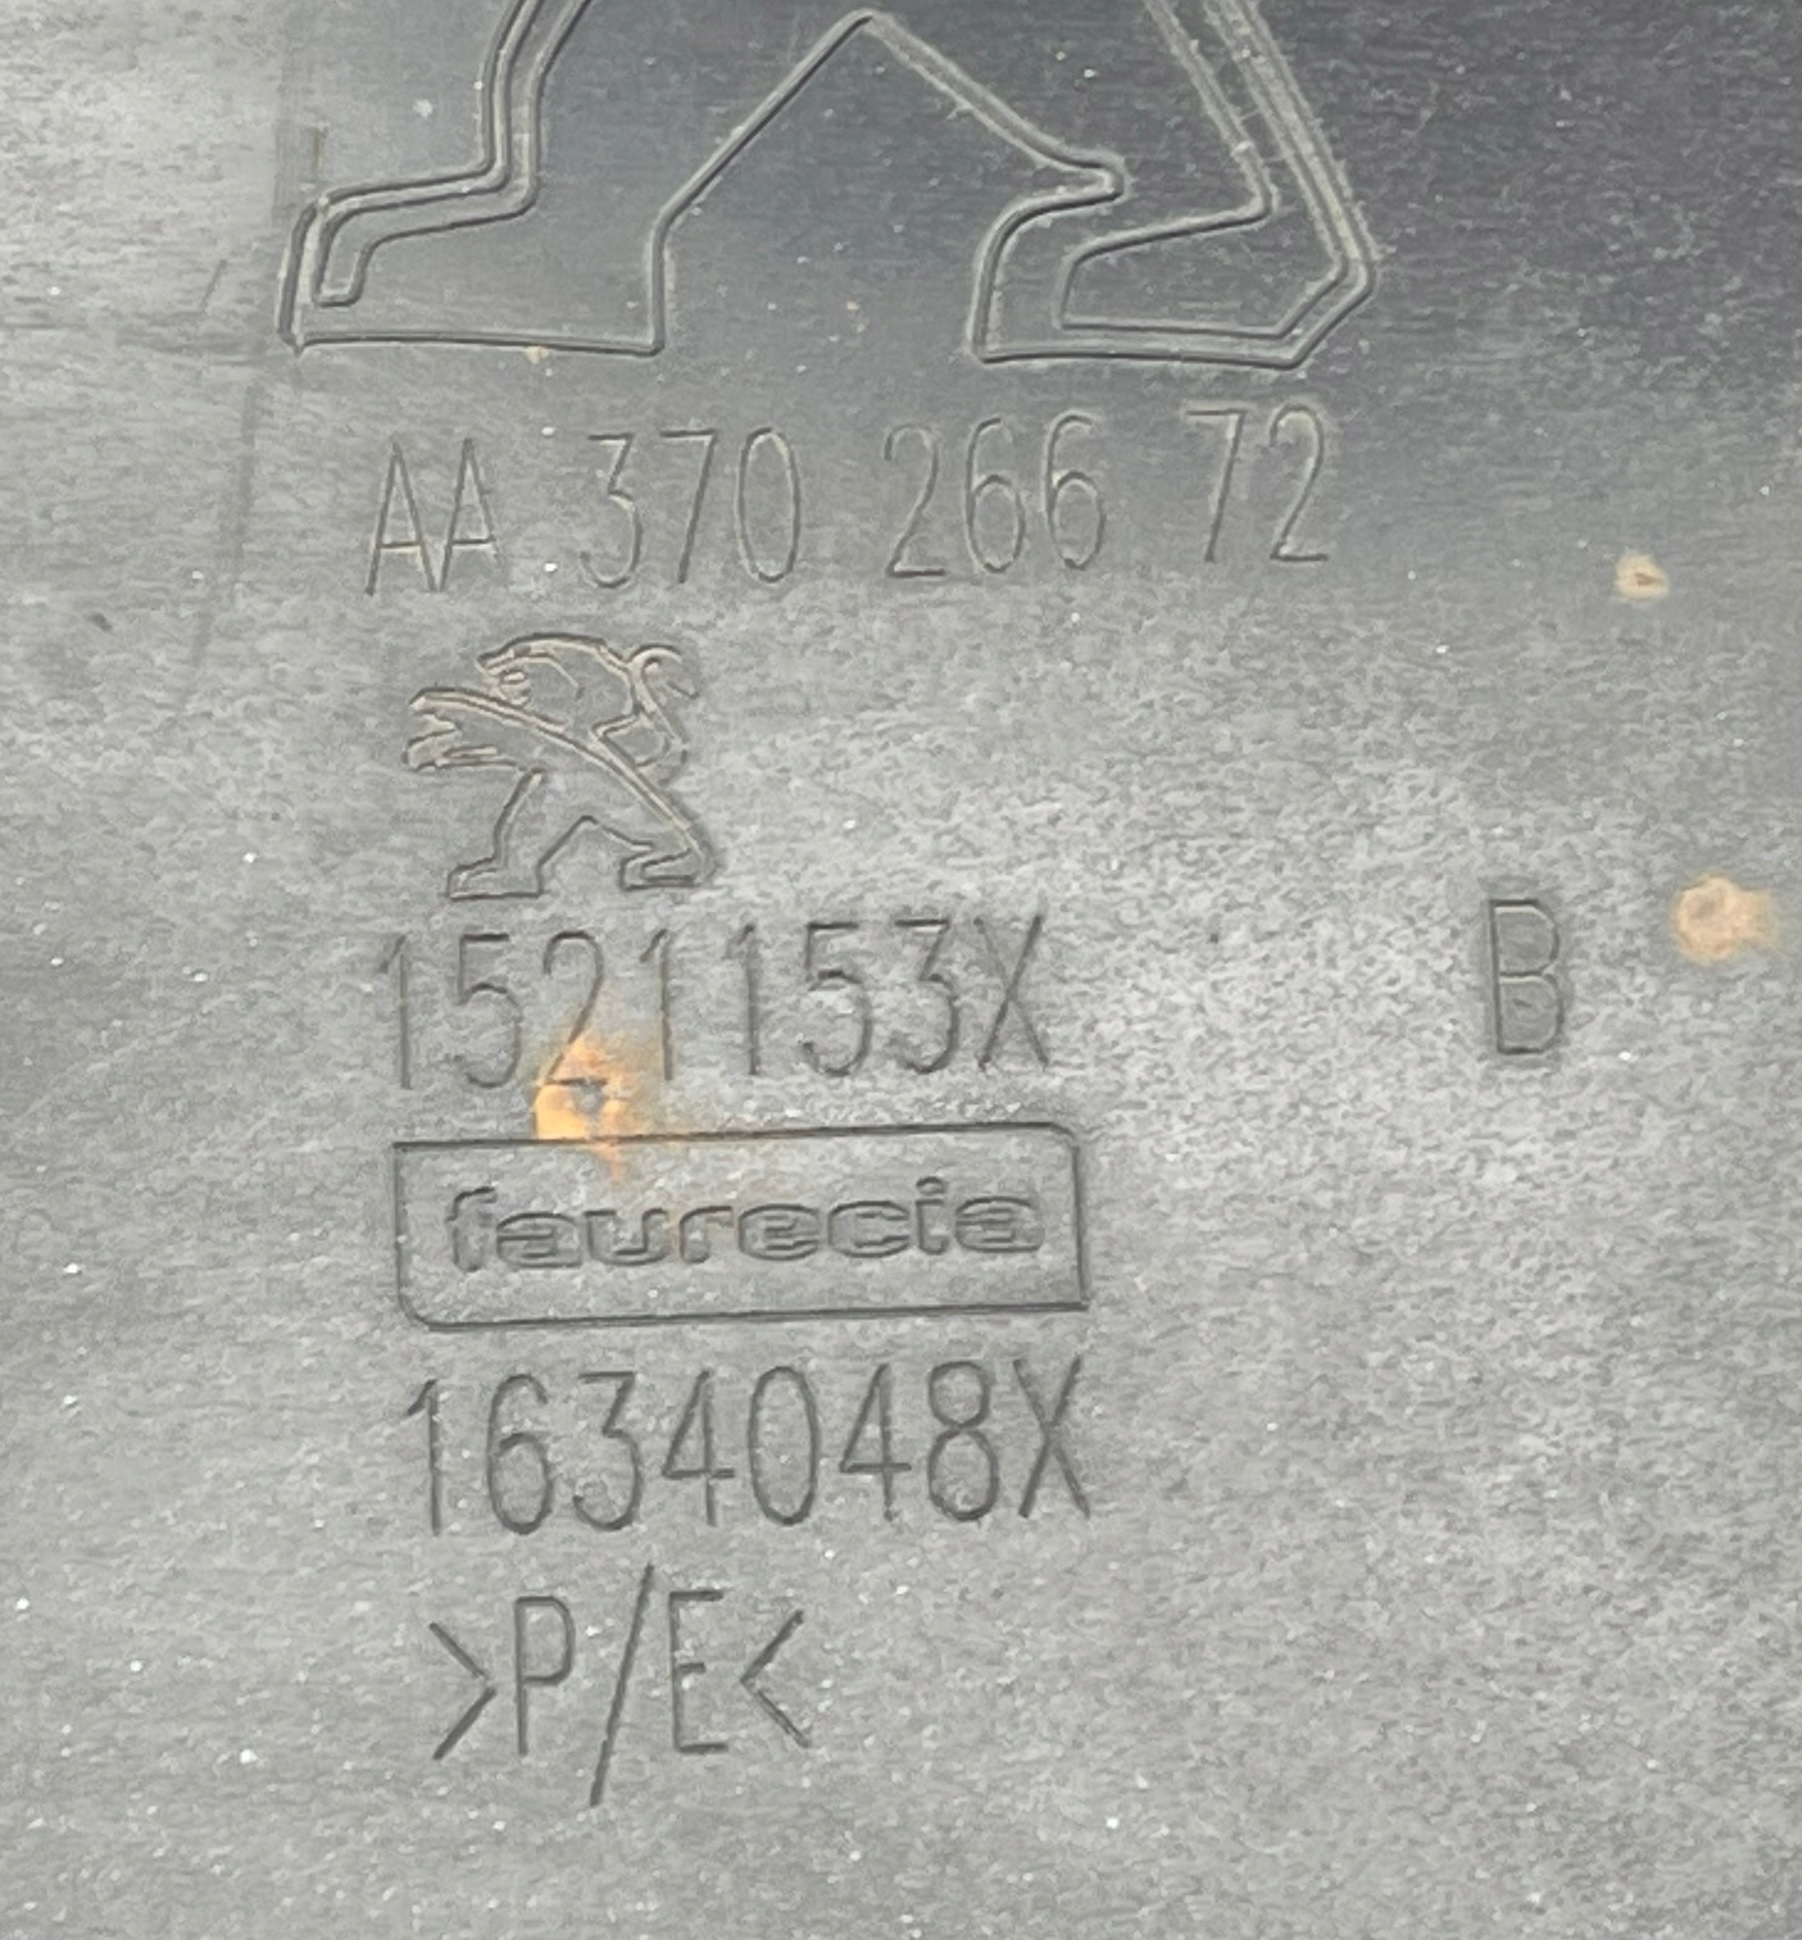 AA 370 266 72
1521153X B
faurecia
1634048X
>P/E<